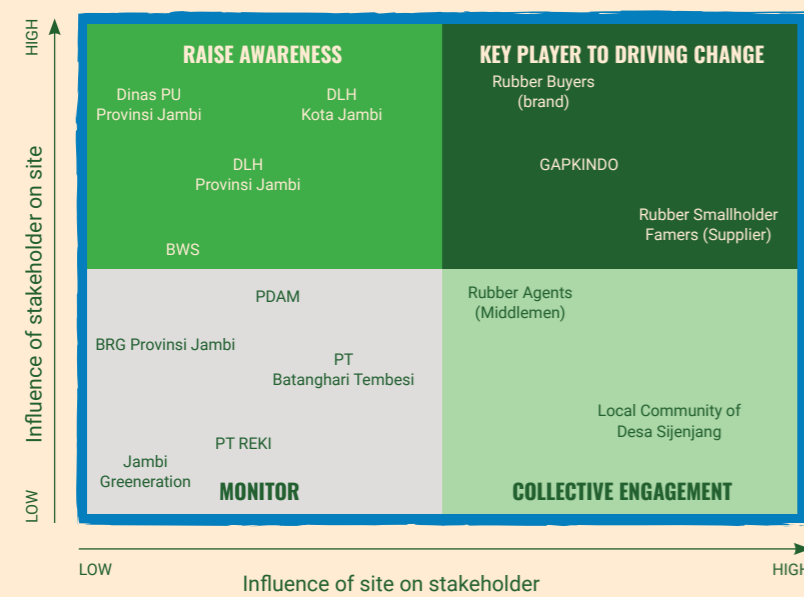 HIGH
Influence of stakeholder on site
LOW
RAISE AWARENESS
Dinas PU
Provinsi Jambi
DLH
Kota Jambi
DLH
Provinsi Jambi
BWS
KEY PLAYER TO DRIVING CHANGE
Rubber Buyers
(brand)
GAPKINDO
Rubber Smallholder
Famers (Supplier)
PDAM
BRG Provinsi Jambi
PT
Batanghari Tembesi
PT REKI
Jambi
Greeneration
MONITOR
Rubber Agents
(Middlemen)
Local Community of
Desa Sijenjang
COLLECTIVE ENGAGEMENT
LOW
Influence of site on stakeholder
HIGH